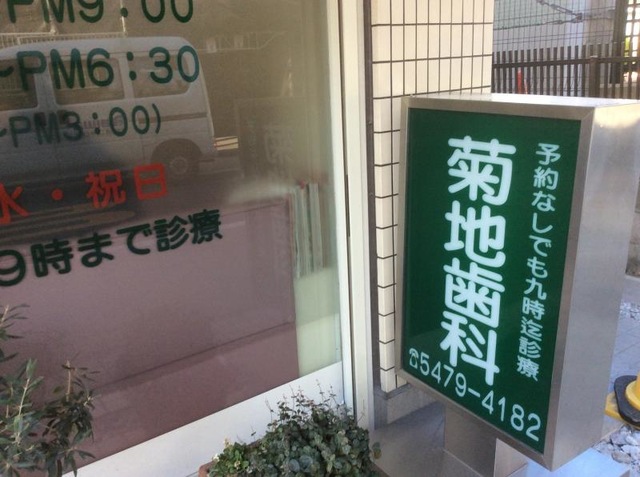 PM9:00
~PM6:30
~PM3:00)
水・祝日
9時まで診療
予約なしでも九時迄診療
菊地歯科
☎5479-4182